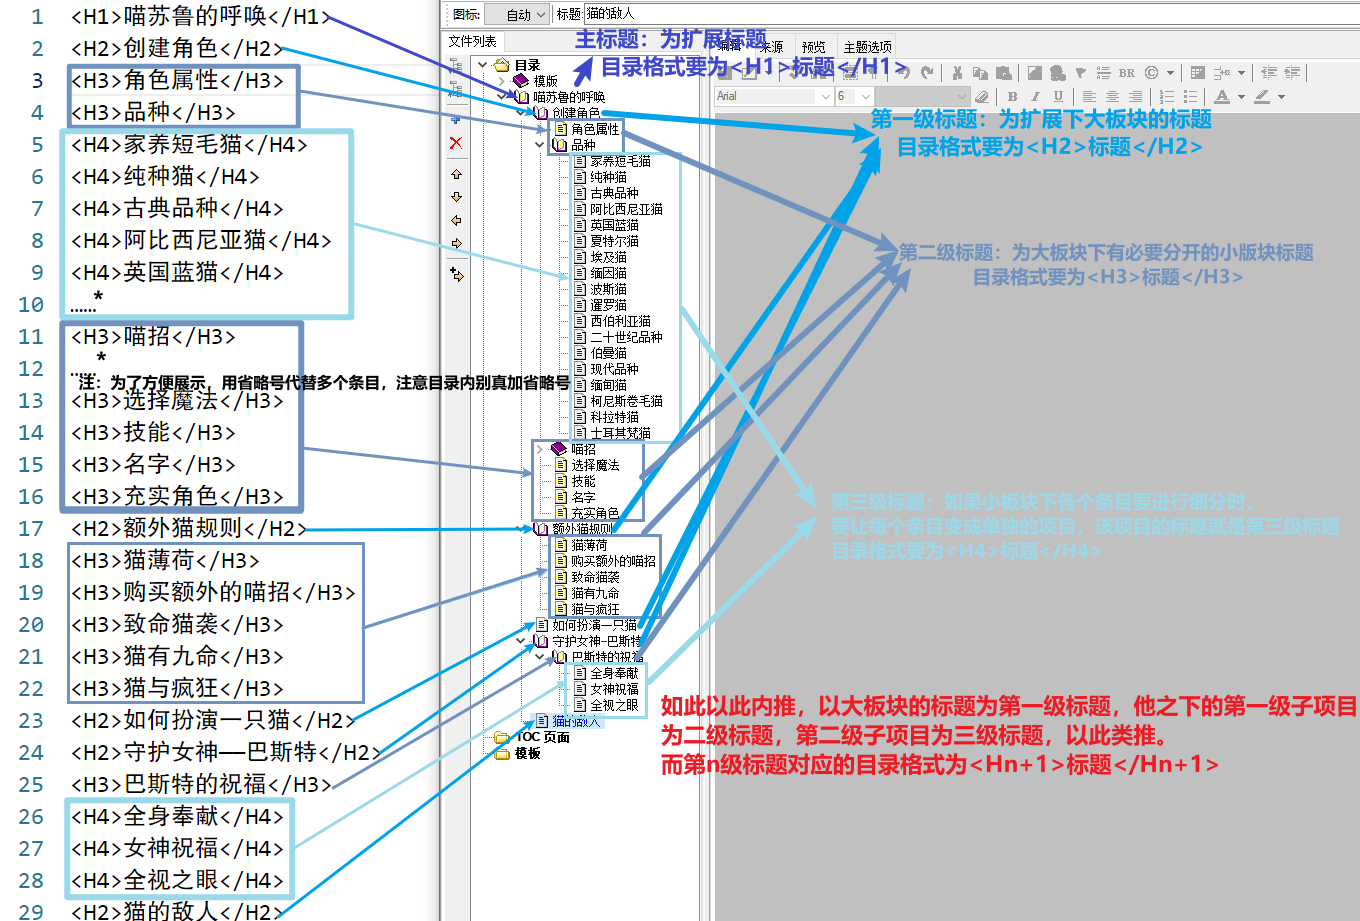 1 <H1>喵苏鲁的呼唤</H1>
2 <H2>创建角色</H2>
3 <H3>角色属性</H3>
4 <H3>品种</H3>
5 <H4>家养短毛猫</H4>
6 <H4>纯种猫</H4>
7 <H4>古典品种</H4>
8 <H4>阿比西尼亚猫</H4>
9 <H4>英国蓝猫</H4>
10 ......*
11 <H3>喵招</H3>
12 ......*
注：为了方便展示，用省略号代替多个条目，注意目录内别真加省略号
13 <H3>选择魔法</H3>
14 <H3>技能</H3>
15 <H3>名字</H3>
16 <H3>充实角色</H3>
17 <H2>额外猫规则</H2>
18 <H3>猫薄荷</H3>
19 <H3>购买额外的喵招</H3>
20 <H3>致命猫袭</H3>
21 <H3>猫有九命</H3>
22 <H3>猫与疯狂</H3>
23 <H2>如何扮演一只猫</H2>
24 <H2>守护女神——巴斯特</H2>
25 <H3>巴斯特的祝福</H3>
26 <H4>全身奉献</H4>
27 <H4>女神祝福</H4>
28 <H4>全视之眼</H4>
29 <H2>猫的敌人</H2>
图标: 自动 标题: 猫的敌人
文件列表
编辑 来源 预览 主题选项
BR
Arial 6 B I U A
目录
模版
喵苏鲁的呼唤
创建角色
角色属性
品种
家养短毛猫
纯种猫
古典品种
阿比西尼亚猫
英国蓝猫
夏特尔猫
埃及猫
缅因猫
波斯猫
暹罗猫
西伯利亚猫
二十世纪品种
伯曼猫
现代品种
缅甸猫
柯尼斯卷毛猫
科拉特猫
土耳其梵猫
喵招
选择魔法
技能
名字
充实角色
额外猫规则
猫薄荷
购买额外的喵招
致命猫袭
猫有九命
猫与疯狂
如何扮演一只猫
守护女神--巴斯特
巴斯特的祝福
全身奉献
女神祝福
全视之眼
猫的敌人
TOC 页面
模板
主标题：为扩展标题
目录格式要为<H1>标题</H1>
第一级标题：为扩展下大板块的标题
目录格式要为<H2>标题</H2>
第二级标题：为大板块下有必要分开的小版块标题
目录格式要为<H3>标题</H3>
第三级标题：如果小板块下各个条目要进行细分时，
要让每个条目变成单独的项目，该项目的标题就是第三级标题
目录格式要为<H4>标题</H4>
如此以此内推，以大板块的标题为第一级标题，他之下的第一级子项目
为二级标题，第二级子项目为三级标题，以此类推。
而第n级标题对应的目录格式为<Hn+1>标题</Hn+1>